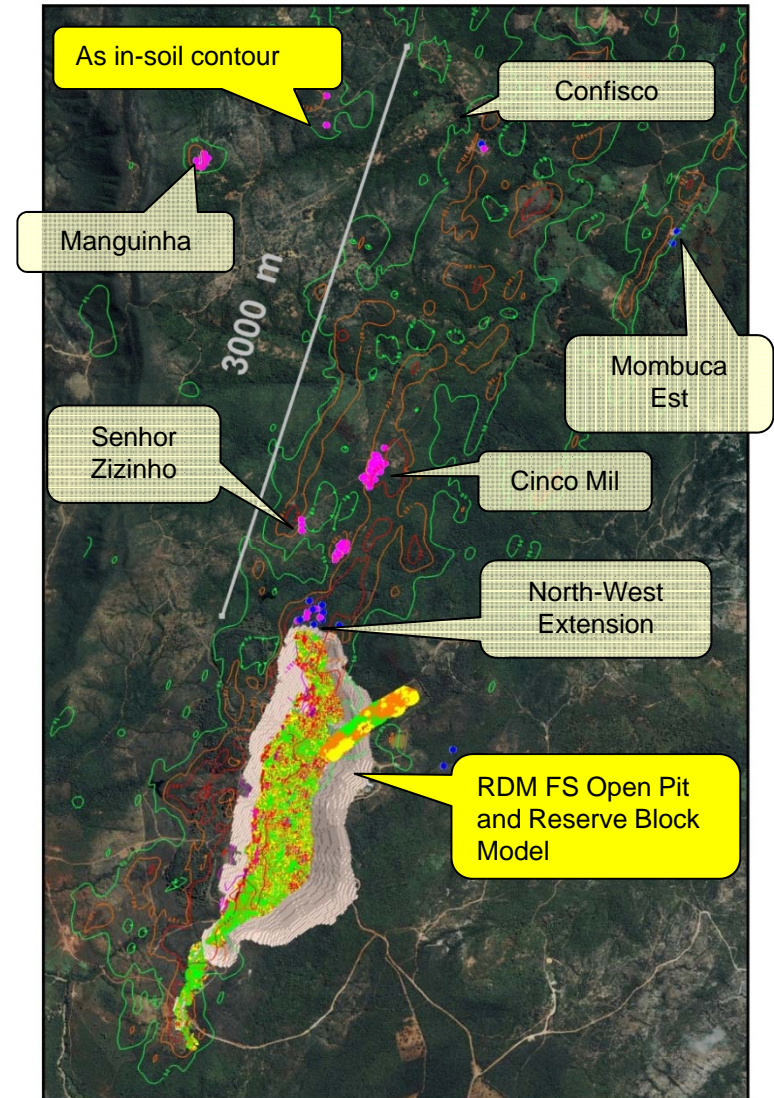 As in-soil contour
Confisco
Manguinha
3000 m
Mombuca
Est
Senhor
Zizinho
Cinco Mil
North-West
Extension
RDM FS Open Pit
and Reserve Block
Model